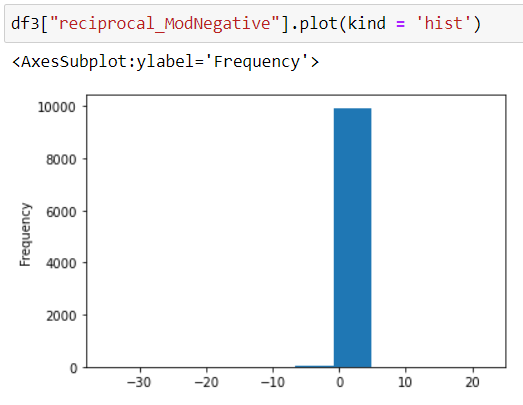 df3["reciprocal_ModNegative"].plot(kind = 'hist')
<AxesSubplot:ylabel='Frequency'>
10000
8000
6000
4000
2000
0
Frequency
−30 −20 −10 0 10 20